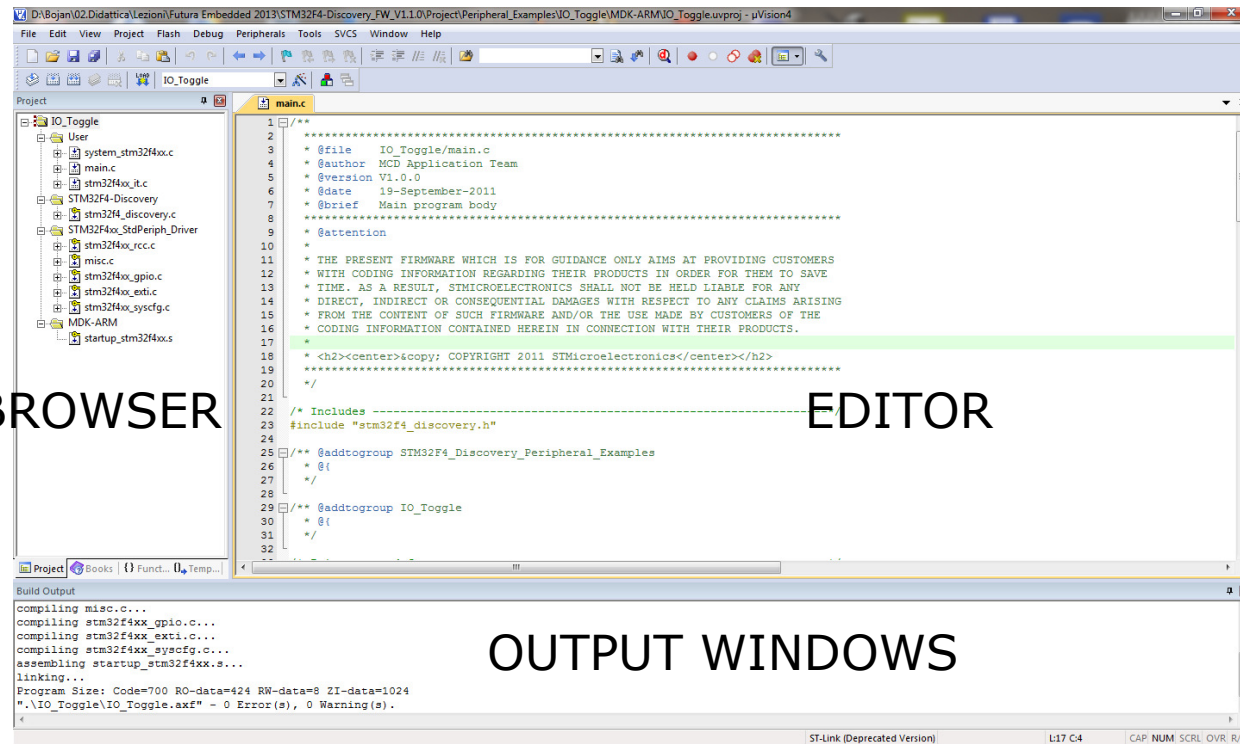 D:\Bojan\02.Didattica\Lezioni\Futura Embedded 2013\STM32F4-Discovery_FW_V1.1.0\Project\Peripheral_Examples\IO_Toggle\MDK-ARM\IO_Toggle.uvproj - µVision4
File Edit View Project Flash Debug Peripherals Tools SVCS Window Help
LOAD IO_Toggle
Project
IO_Toggle
User
system_stm32f4xx.c
main.c
stm32f4xx_it.c
STM32F4-Discovery
stm32f4_discovery.c
STM32F4xx_StdPeriph_Driver
stm32f4xx_rcc.c
misc.c
stm32f4xx_gpio.c
stm32f4xx_exti.c
stm32f4xx_syscfg.c
MDK-ARM
startup_stm32f4xx.s
BROWSER
Project Books {} Funct... 0 Temp...
main.c
1 /**
2 ******************************************************************************
3 * @file IO_Toggle/main.c
4 * @author MCD Application Team
5 * @version V1.0.0
6 * @date 19-September-2011
7 * @brief Main program body
8 ******************************************************************************
9 * @attention
10 *
11 * THE PRESENT FIRMWARE WHICH IS FOR GUIDANCE ONLY AIMS AT PROVIDING CUSTOMERS
12 * WITH CODING INFORMATION REGARDING THEIR PRODUCTS IN ORDER FOR THEM TO SAVE
13 * TIME. AS A RESULT, STMICROELECTRONICS SHALL NOT BE HELD LIABLE FOR ANY
14 * DIRECT, INDIRECT OR CONSEQUENTIAL DAMAGES WITH RESPECT TO ANY CLAIMS ARISING
15 * FROM THE CONTENT OF SUCH FIRMWARE AND/OR THE USE MADE BY CUSTOMERS OF THE
16 * CODING INFORMATION CONTAINED HEREIN IN CONNECTION WITH THEIR PRODUCTS.
17 *
18 * <h2><center>&copy; COPYRIGHT 2011 STMicroelectronics</center></h2>
19 ******************************************************************************
20 */
21
22 /* Includes ------------------------------------------------------------------*/
23 #include "stm32f4_discovery.h"
24
25 /** @addtogroup STM32F4_Discovery_Peripheral_Examples
26 * @{
27 */
28
29 /** @addtogroup IO_Toggle
30 * @{
31 */
32
EDITOR
Build Output
compiling misc.c...
compiling stm32f4xx_gpio.c...
compiling stm32f4xx_exti.c...
compiling stm32f4xx_syscfg.c...
assembling startup_stm32f4xx.s...
linking...
Program Size: Code=700 RO-data=424 RW-data=8 ZI-data=1024
".\IO_Toggle\IO_Toggle.axf" - 0 Error(s), 0 Warning(s).
OUTPUT WINDOWS
ST-Link (Deprecated Version) L:17 C:4 CAP NUM SCRL OVR R/